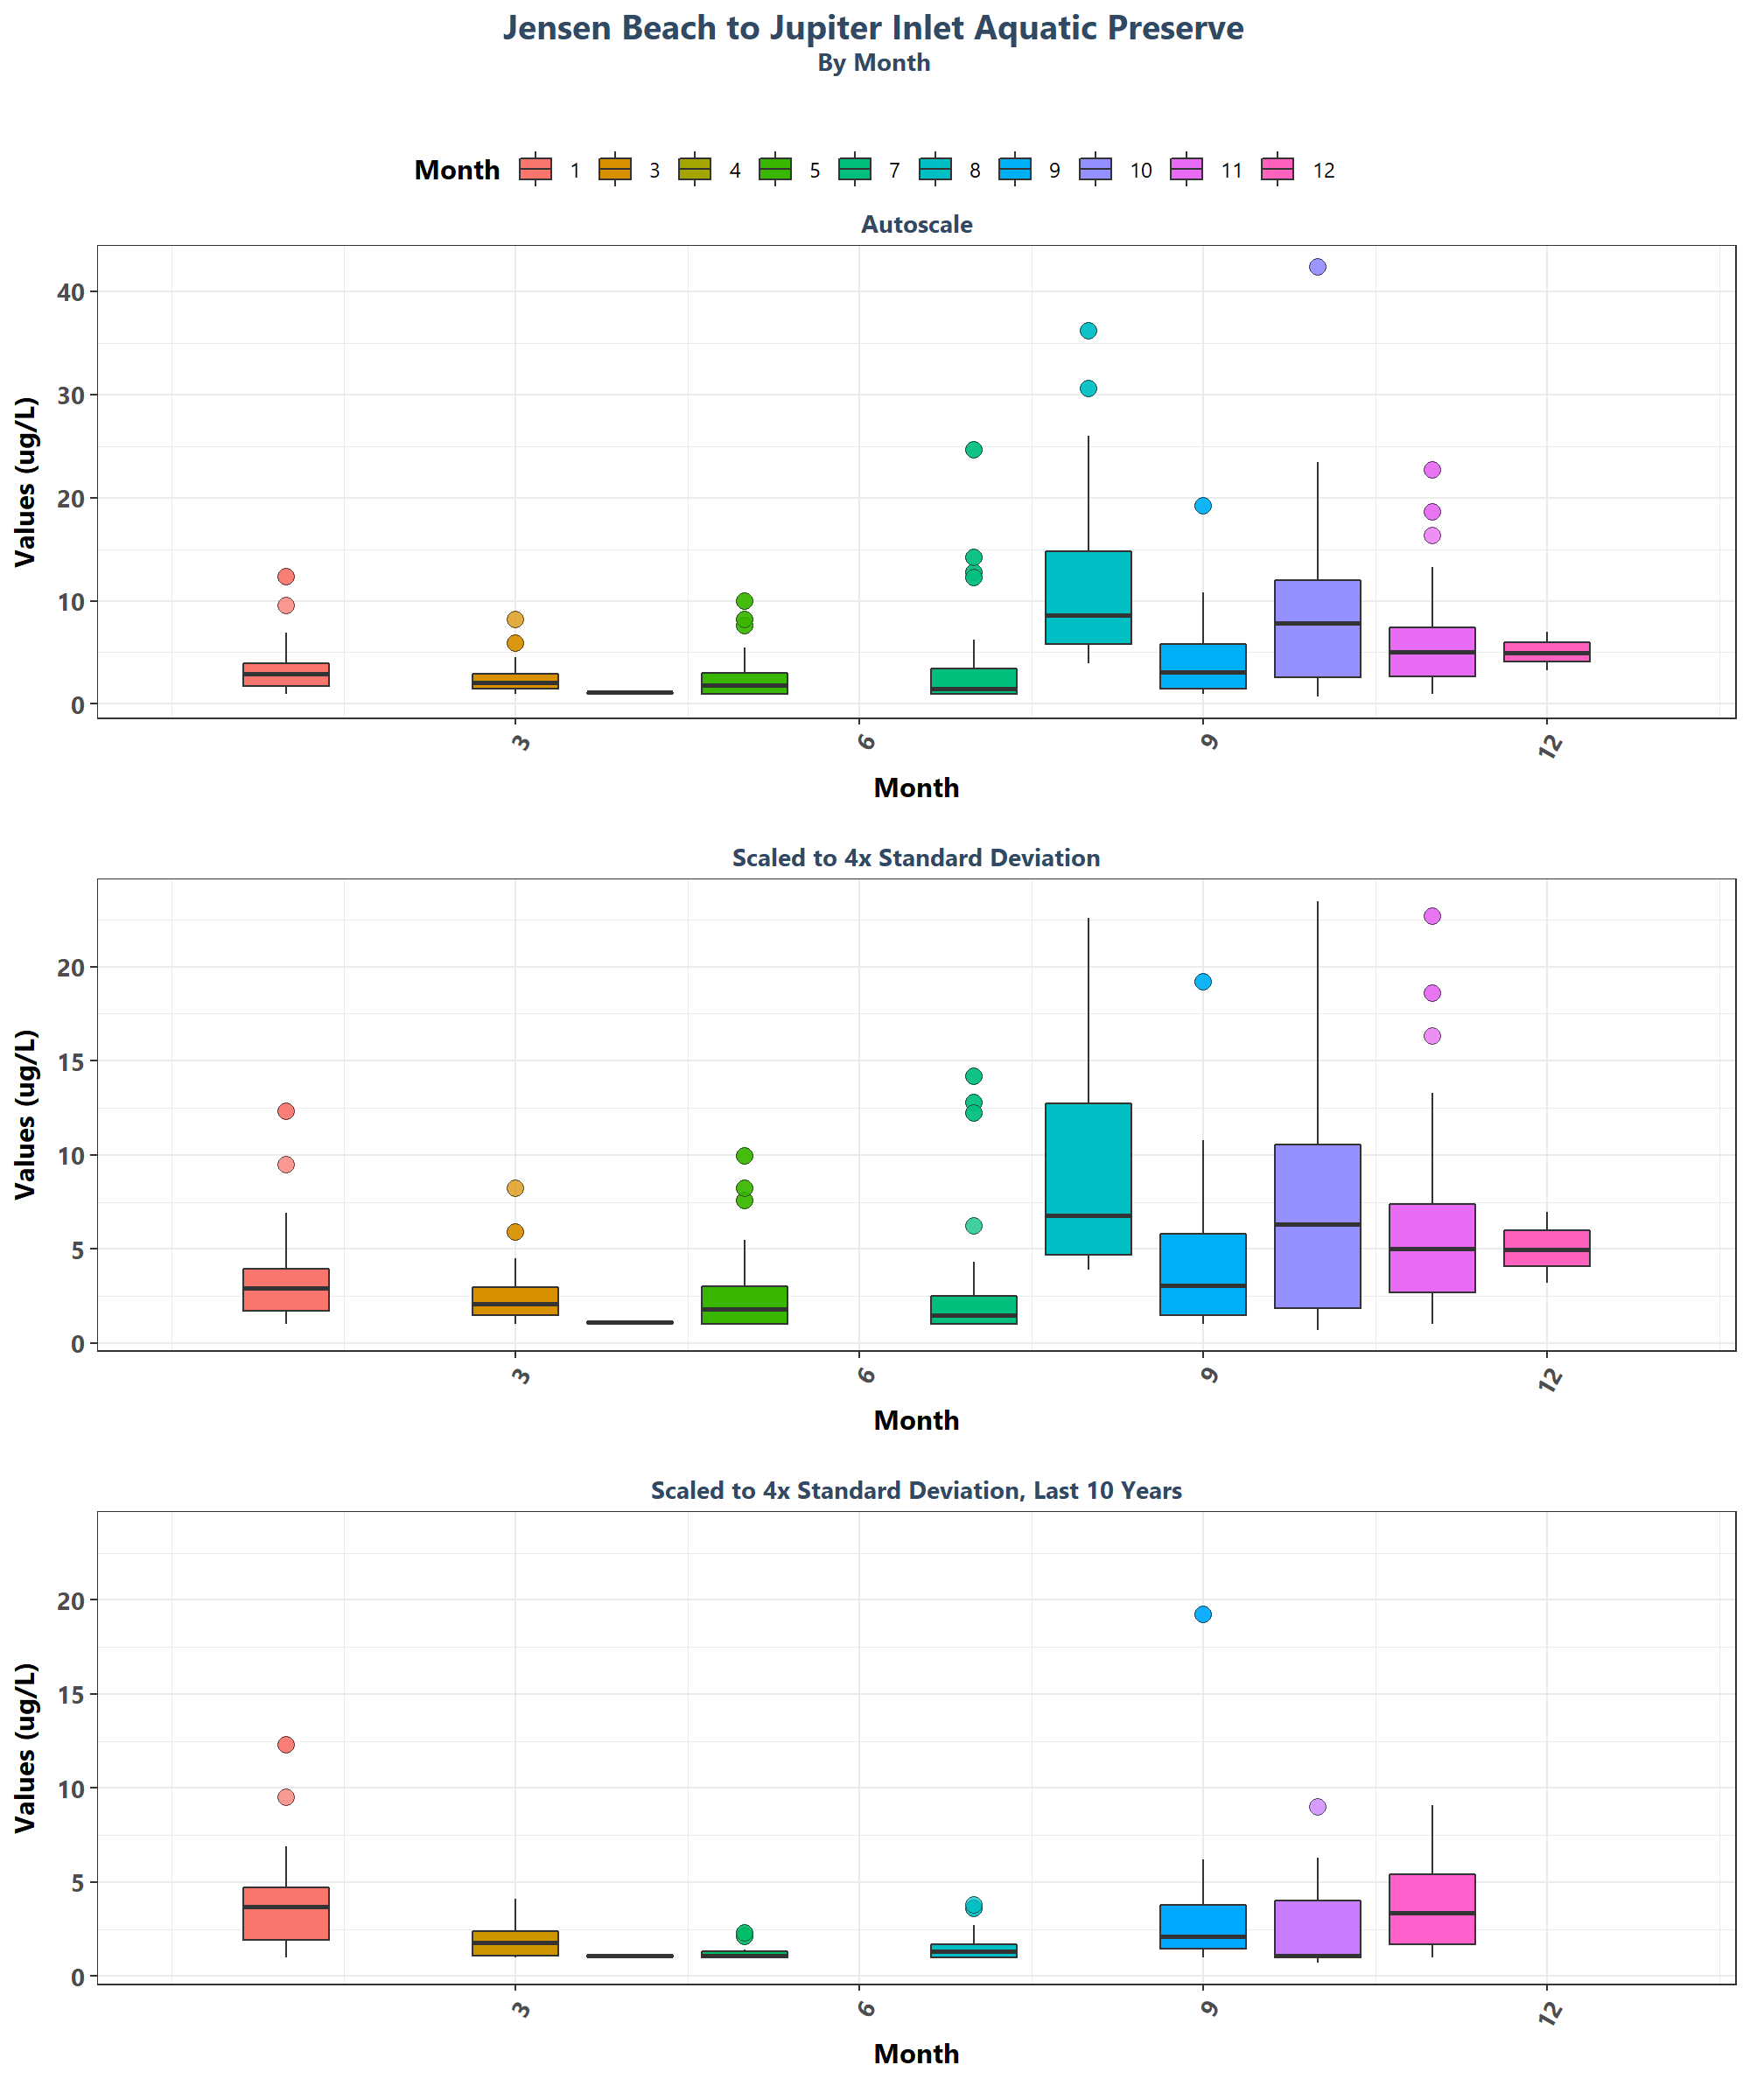 Jensen Beach to Jupiter Inlet Aquatic Preserve
By Month
Month 1 3 4 5 7 8 9 10 11 12
Autoscale
Values (ug/L)
40
30
20
10
0
3 6 9 12
Month
Scaled to 4x Standard Deviation
Values (ug/L)
20
15
10
5
0
3 6 9 12
Month
Scaled to 4x Standard Deviation, Last 10 Years
Values (ug/L)
20
15
10
5
0
3 6 9 12
Month